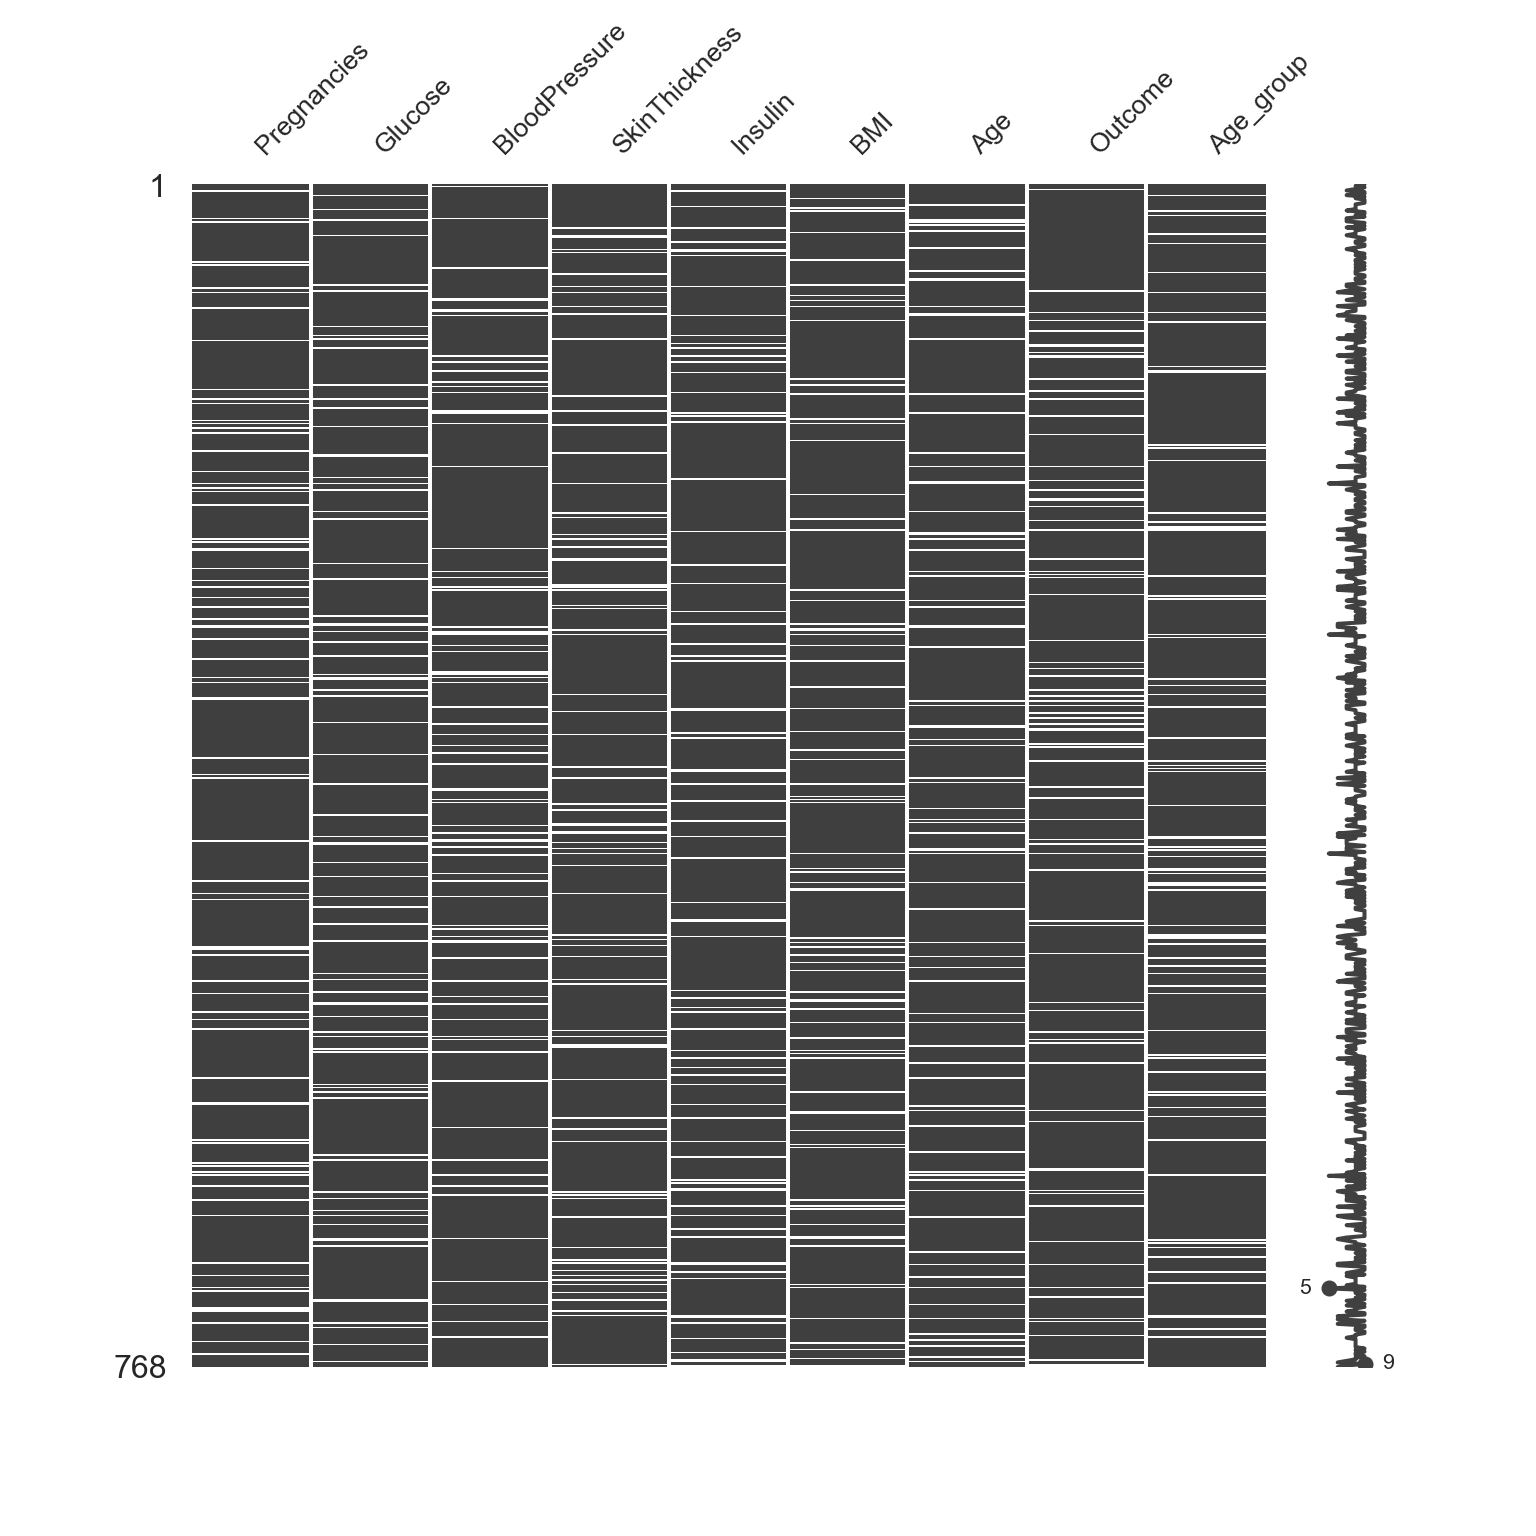 Pregnancies
Glucose
BloodPressure
SkinThickness
Insulin
BMI
Age
Outcome
Age_group
1
768
5
9